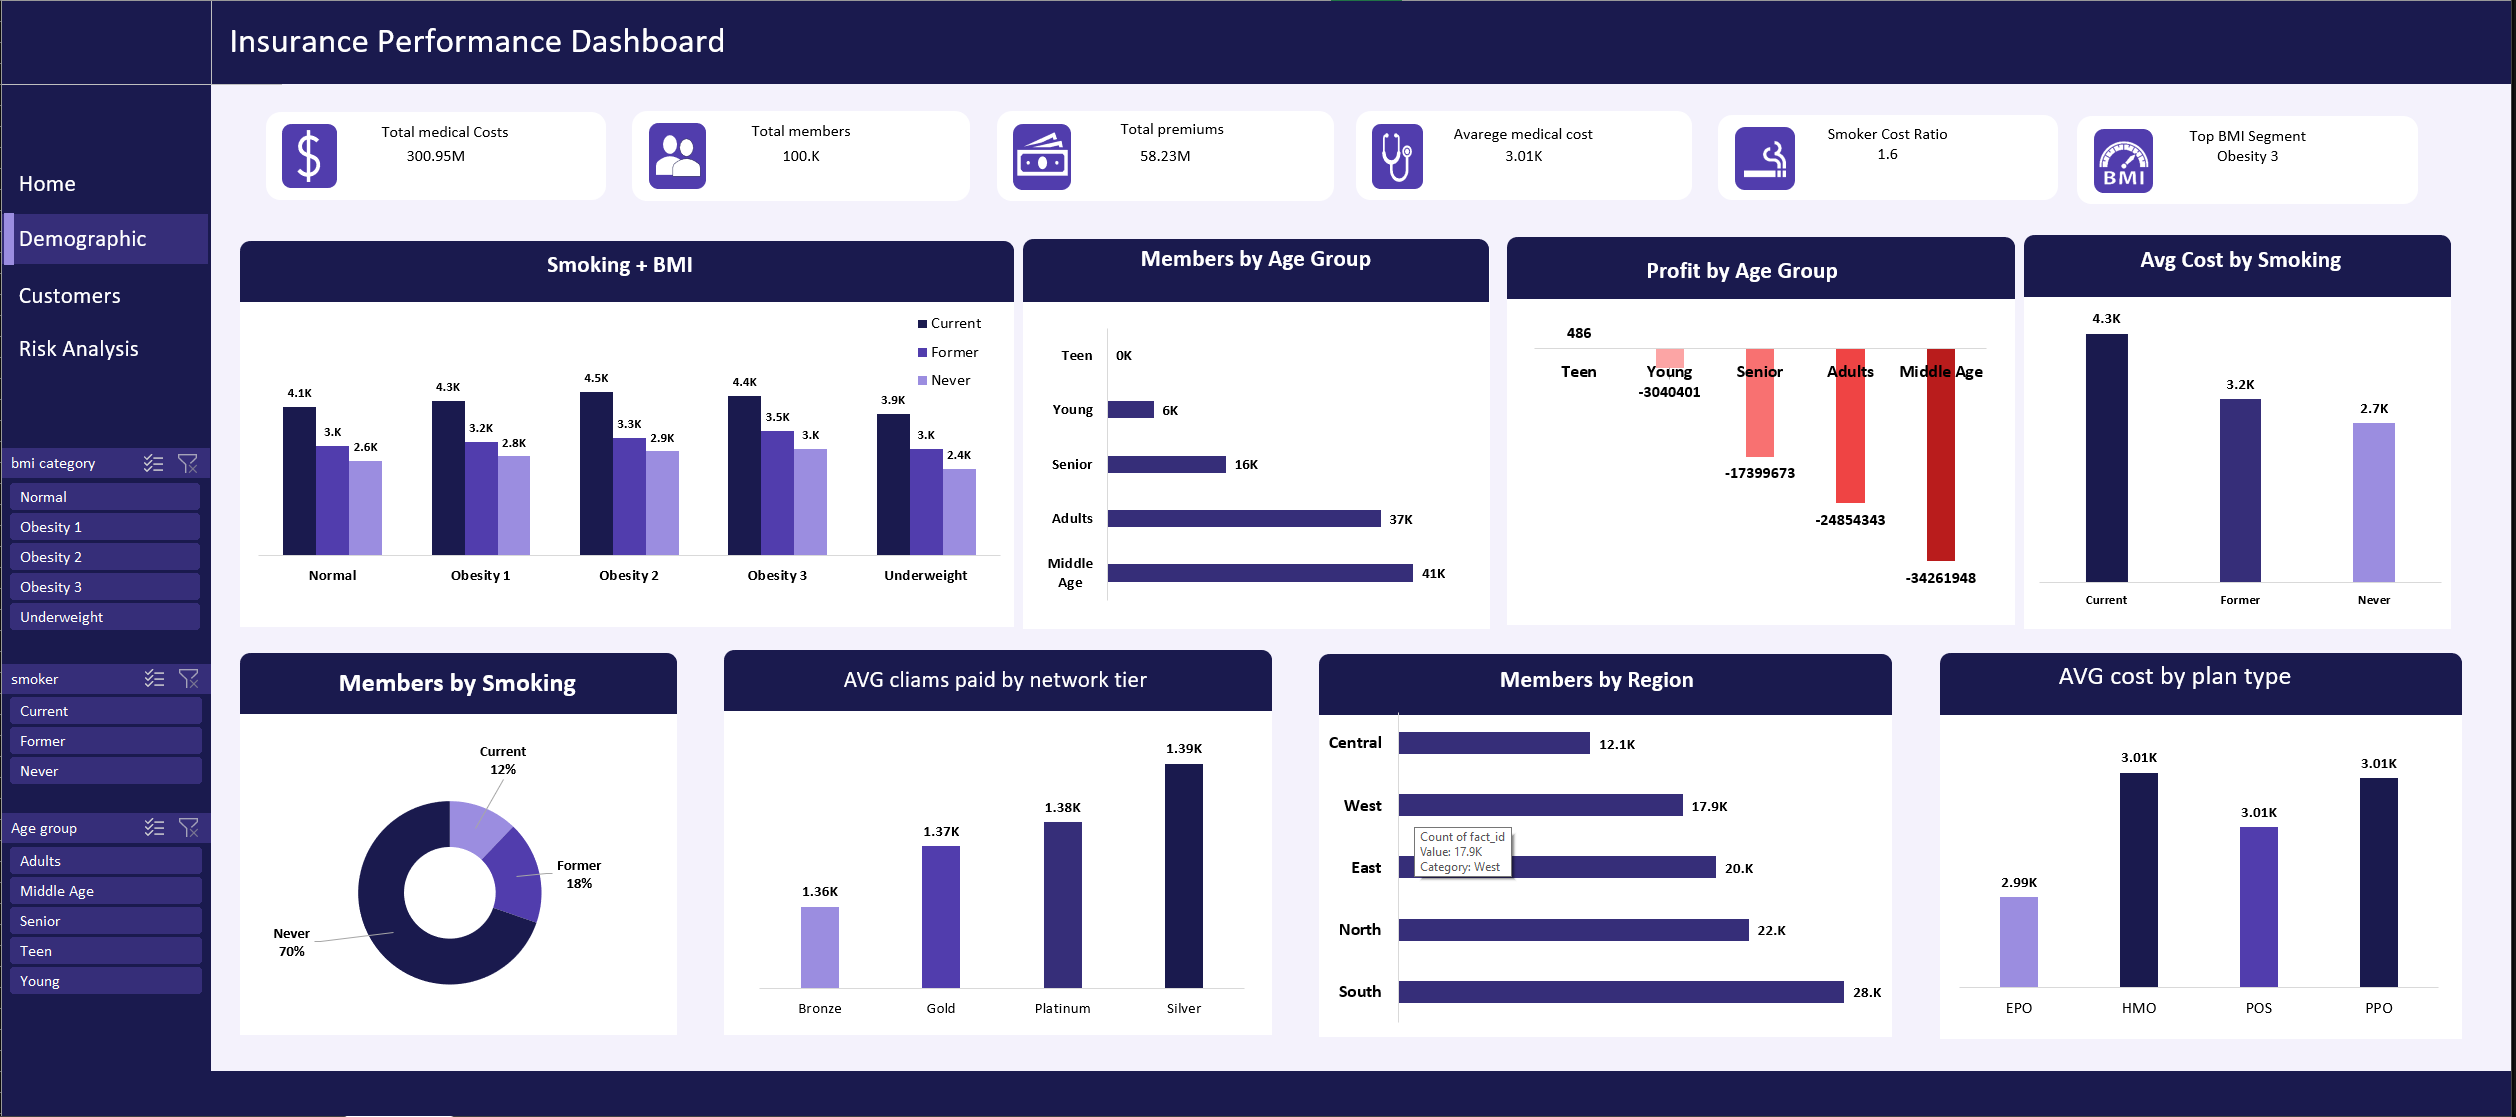 Insurance Performance Dashboard
Home
Demographic
Customers
Risk Analysis
bmi category
Normal
Obesity 1
Obesity 2
Obesity 3
Underweight
smoker
Current
Former
Never
Age group
Adults
Middle Age
Senior
Teen
Young
Total medical Costs
300.95M
Total members
100.K
Total premiums
58.23M
Avarege medical cost
3.01K
Smoker Cost Ratio
1.6
BMI
Top BMI Segment
Obesity 3
Smoking + BMI
Current
Former
Never
4.1K
3.K
2.6K
4.3K
3.2K
2.8K
4.5K
3.3K
2.9K
4.4K
3.5K
3.K
3.9K
3.K
2.4K
Normal
Obesity 1
Obesity 2
Obesity 3
Underweight
Members by Age Group
Teen 0K
Young 6K
Senior 16K
Adults 37K
Middle
Age
41K
Profit by Age Group
486
Teen Young Senior Adults Middle Age
-3040401
-17399673
-24854343
-34261948
Avg Cost by Smoking
4.3K
3.2K
2.7K
Current Former Never
Members by Smoking
Current
12%
Former
18%
Never
70%
AVG cliams paid by network tier
1.36K
1.37K
1.38K
1.39K
Bronze Gold Platinum Silver
Members by Region
Central 12.1K
West 17.9K
Count of fact_id
Value: 17.9K
Category: West
East 20.K
North 22.K
South 28.K
AVG cost by plan type
2.99K
3.01K
3.01K
3.01K
EPO HMO POS PPO